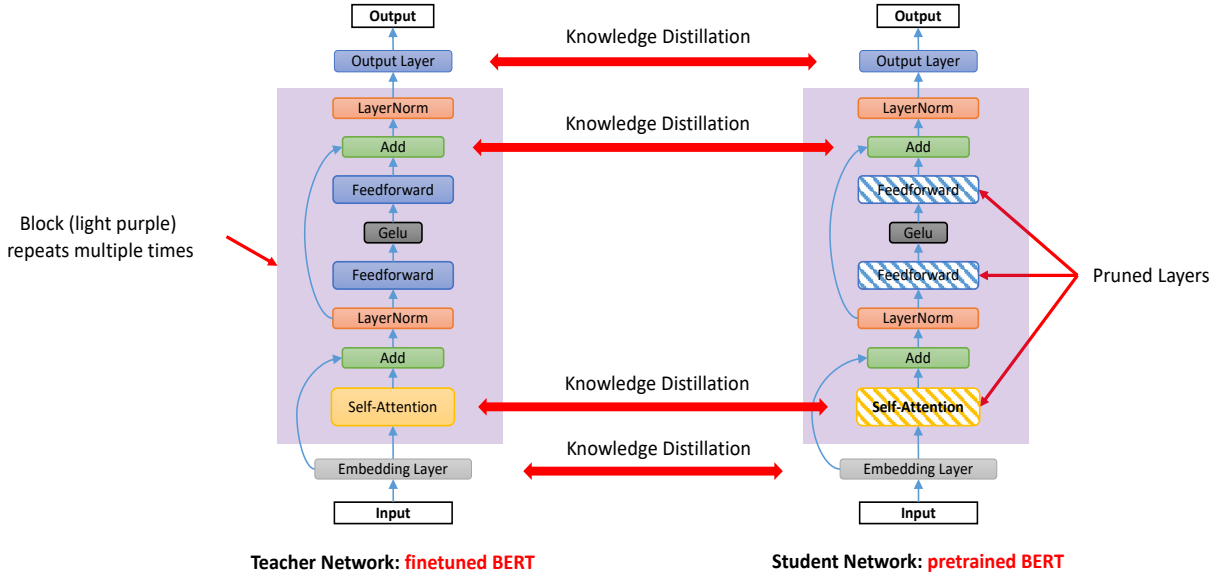 Output
Output Layer
LayerNorm
Add
Feedforward
Gelu
Feedforward
LayerNorm
Add
Self-Attention
Embedding Layer
Input
Block (light purple)
repeats multiple times
Teacher Network: finetuned BERT
Knowledge Distillation
Knowledge Distillation
Knowledge Distillation
Knowledge Distillation
Output
Output Layer
LayerNorm
Add
Feedforward
Gelu
Feedforward
LayerNorm
Add
Self-Attention
Embedding Layer
Input
Pruned Layers
Student Network: pretrained BERT